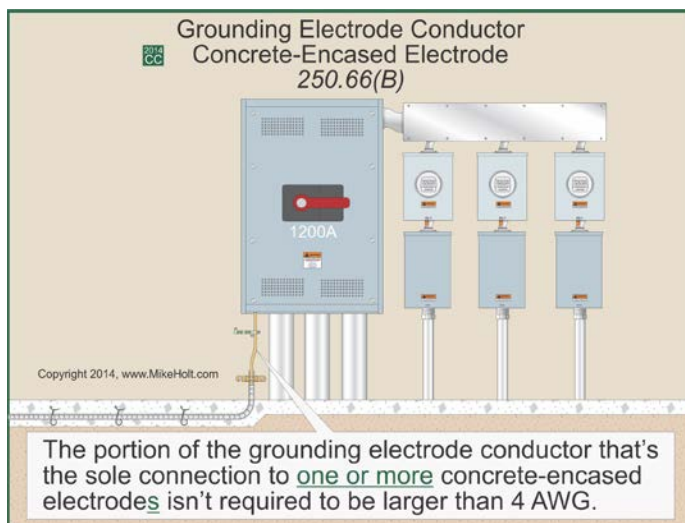 Grounding Electrode Conductor
2014
CC
Concrete-Encased Electrode
250.66(B)
1200A
Copyright 2014, www.MikeHolt.com
The portion of the grounding electrode conductor that's
the sole connection to one or more concrete-encased
electrodes isn't required to be larger than 4 AWG.